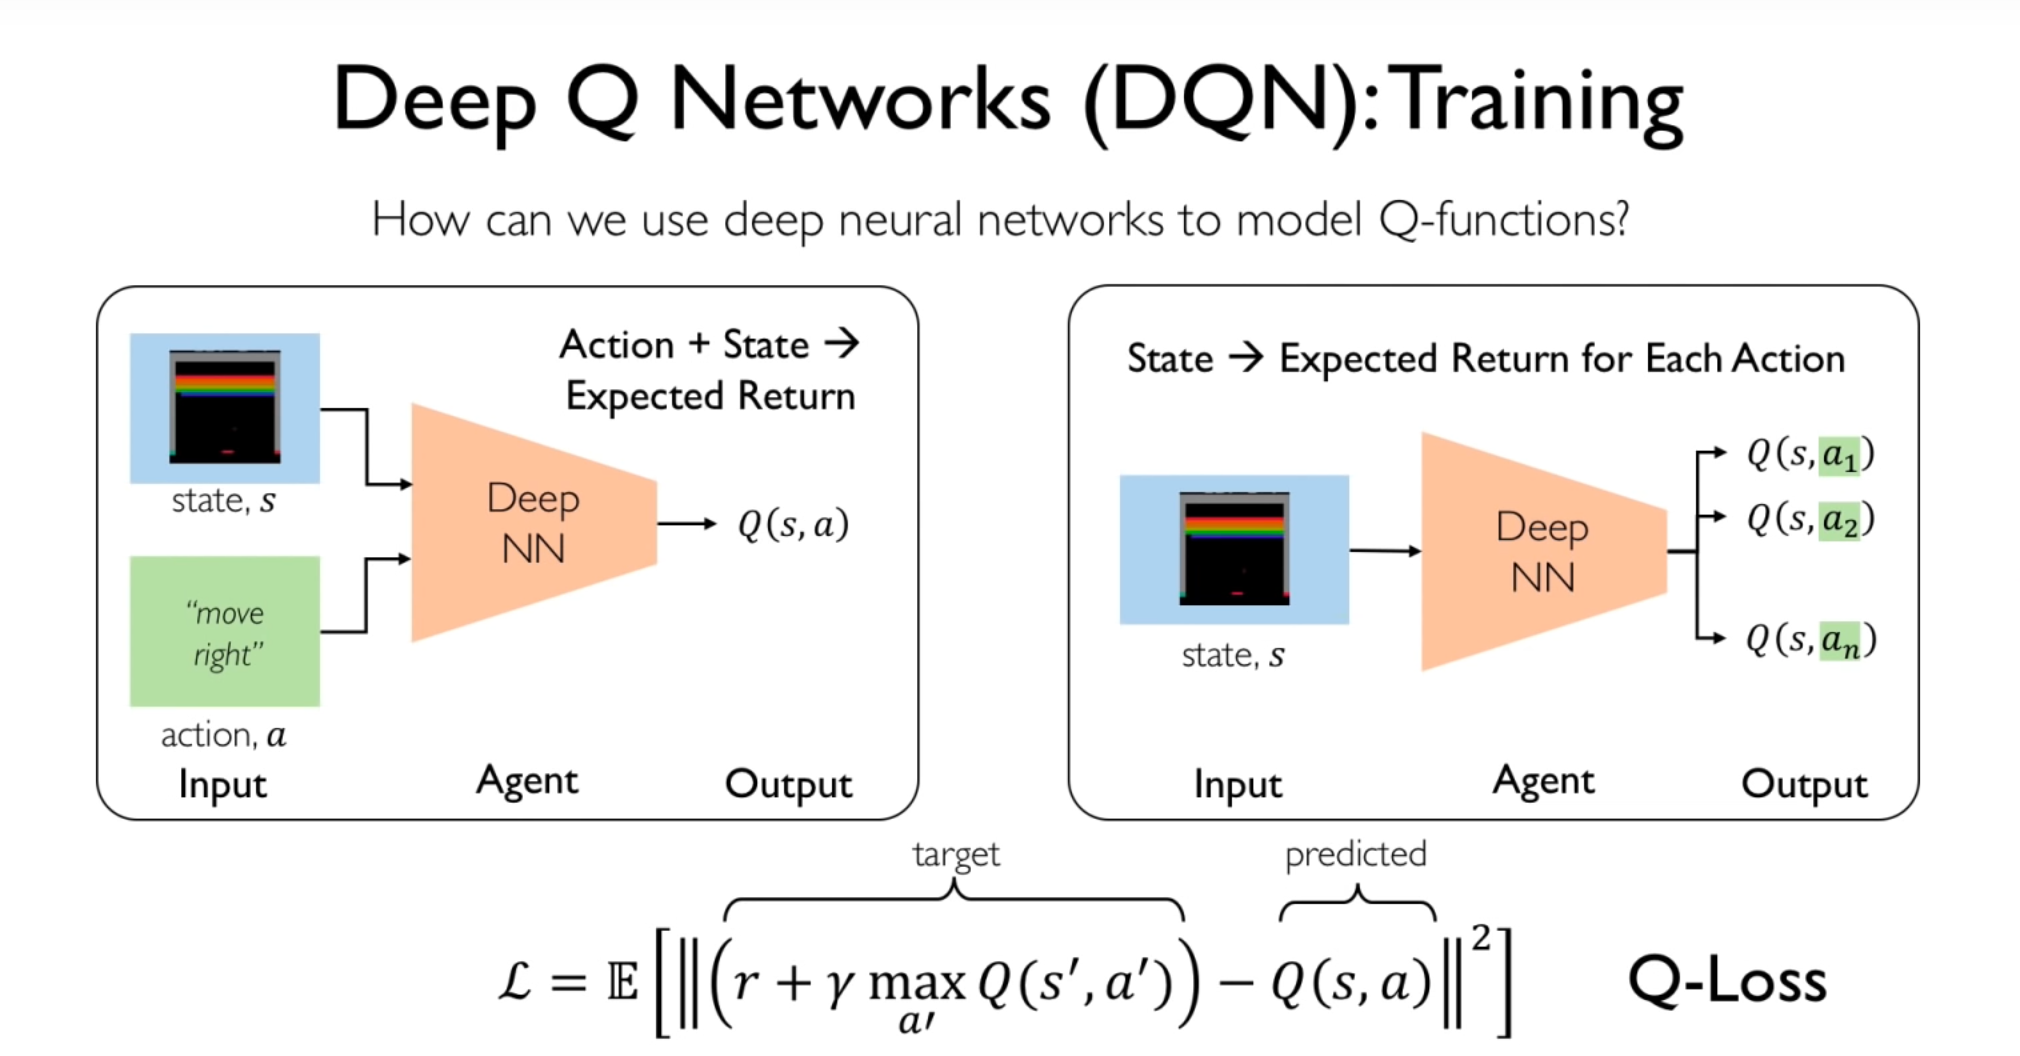 Deep Q Networks (DQN): Training
How can we use deep neural networks to model Q-functions?
Action + State →
Expected Return
state, s
"move
right"
action, a
Deep
NN
Q(s, a)
Input
Agent
Output
State → Expected Return for Each Action
state, s
Deep
NN
Q(s, a₁)
Q(s, a₂)
Q(s, aₙ)
Input
Agent
Output
target
predicted
ℒ = 𝔼[‖(r + γ max_{a′} Q(s′, a′)) − Q(s, a)‖²]
Q-Loss